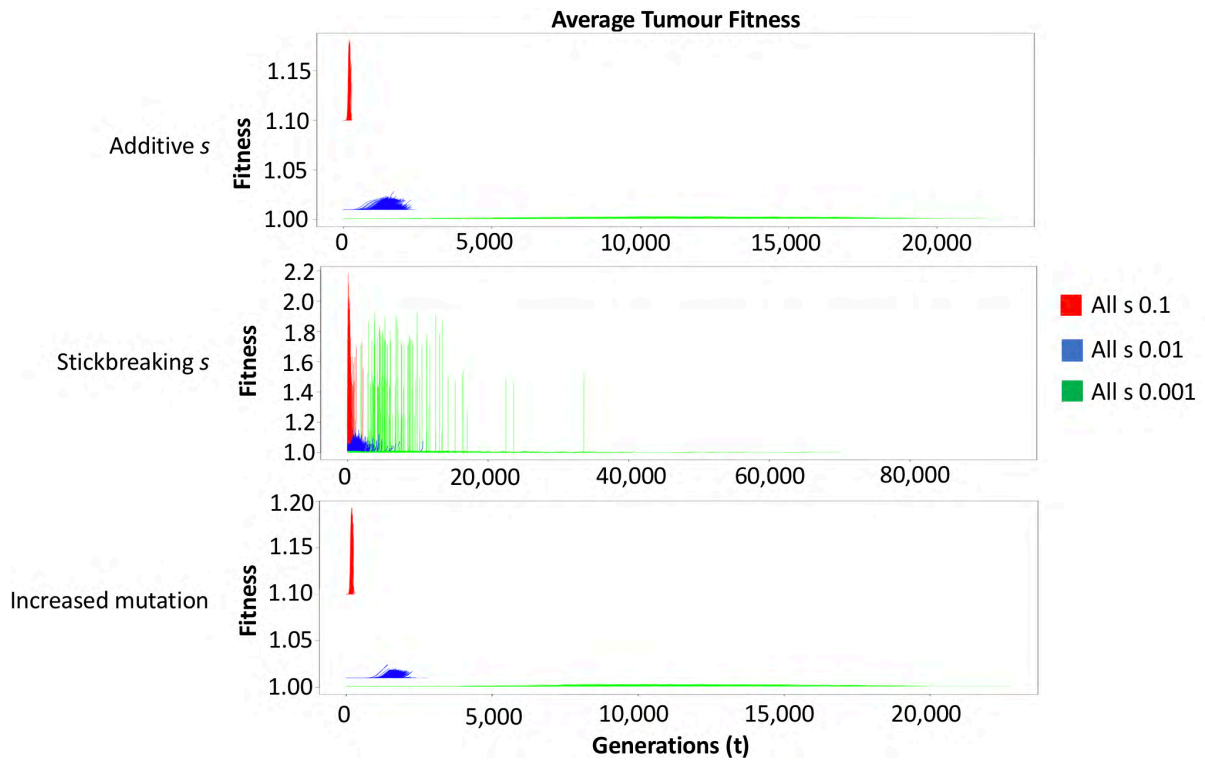 Average Tumour Fitness
Additive s
Fitness
1.15
1.10
1.05
1.00
0 5,000 10,000 15,000 20,000
Stickbreaking s
Fitness
2.2
2.0
1.8
1.6
1.4
1.2
1.0
0 20,000 40,000 60,000 80,000
All s 0.1
All s 0.01
All s 0.001
Increased mutation
Fitness
1.20
1.15
1.10
1.05
1.00
0 5,000 10,000 15,000 20,000
Generations (t)